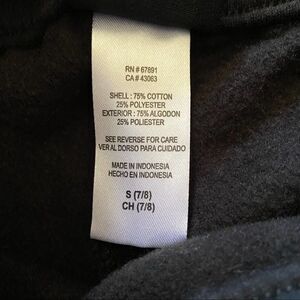 RN # 67891
CA # 43063
SHELL : 75% COTTON
25% POLYESTER
EXTERIOR : 75% ALGODON
25% POLIESTER
SEE REVERSE FOR CARE
VER AL DORSO PARA CUIDADO
MADE IN INDONESIA
HECHO EN INDONESIA
S (7/8)
CH (7/8)